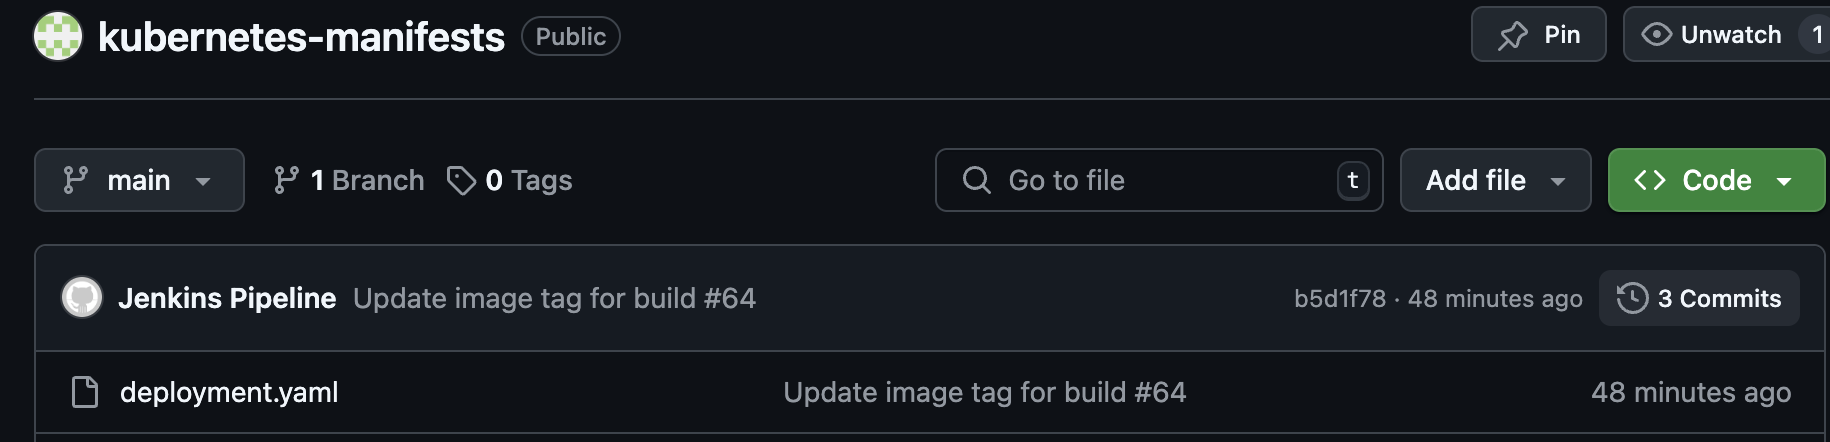 kubernetes-manifests Public Pin Unwatch 1
main 1 Branch 0 Tags Go to file t Add file Code
Jenkins Pipeline Update image tag for build #64 b5d1f78 · 48 minutes ago 3 Commits
deployment.yaml Update image tag for build #64 48 minutes ago